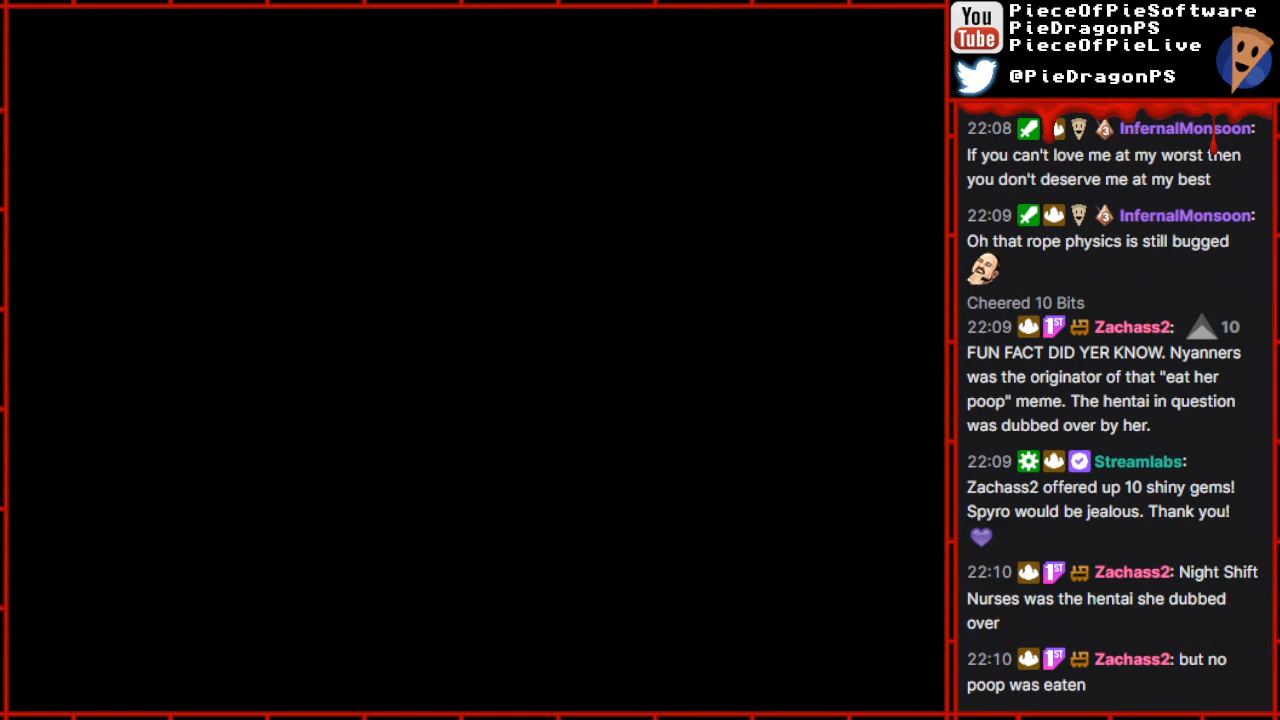 You
Tube
PieceOfPieSoftware
PieDragonPS
PieceOfPieLive
@PieDragonPS
22:08 3 InfernalMonsoon:
If you can't love me at my worst then
you don't deserve me at my best
22:09 3 InfernalMonsoon:
Oh that rope physics is still bugged
Cheered 10 Bits
22:09 1ST Zachass2: 10
FUN FACT DID YER KNOW. Nyanners
was the originator of that "eat her
poop" meme. The hentai in question
was dubbed over by her.
22:09 Streamlabs:
Zachass2 offered up 10 shiny gems!
Spyro would be jealous. Thank you!
22:10 1ST Zachass2: Night Shift
Nurses was the hentai she dubbed
over
22:10 1ST Zachass2: but no
poop was eaten